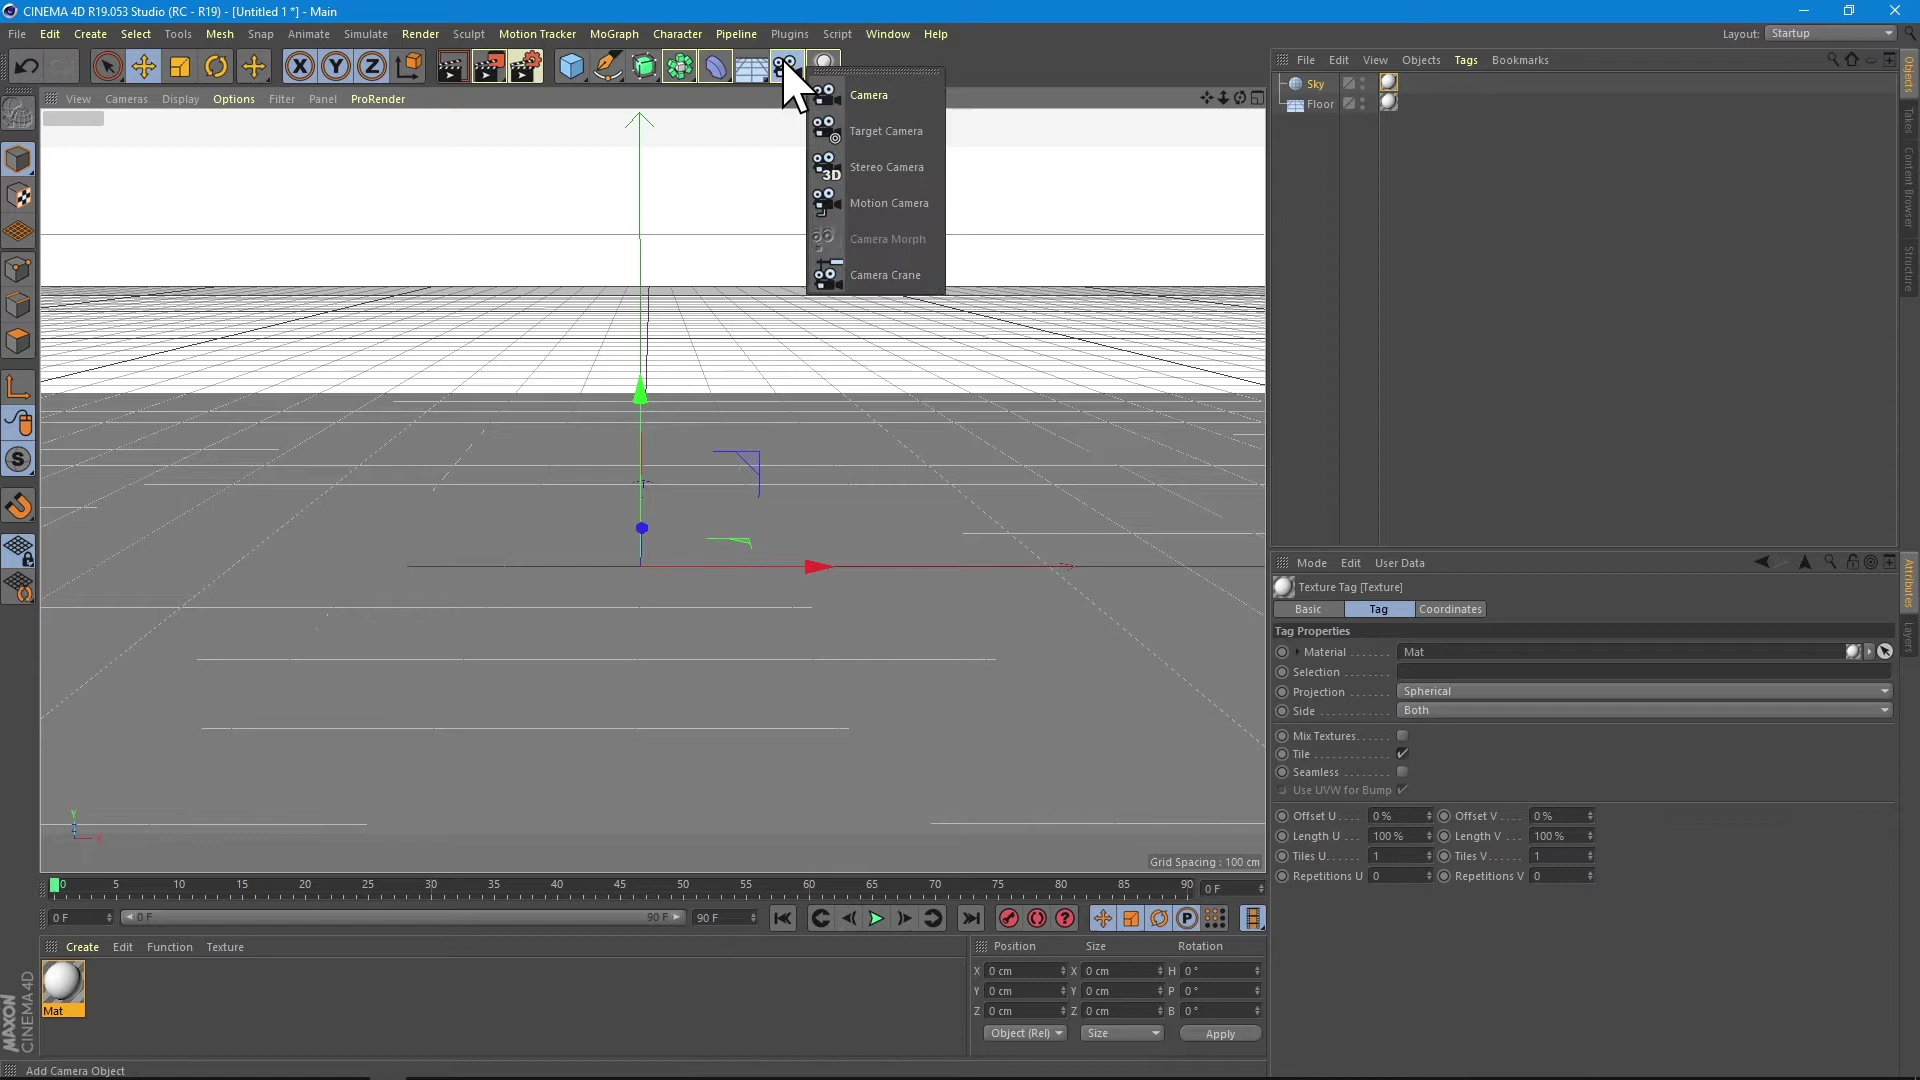 CINEMA 4D R19.053 Studio (RC - R19) - [Untitled 1 *] - Main
File Edit Create Select Tools Mesh Snap Animate Simulate Render Sculpt Motion Tracker MoGraph Character Pipeline Plugins Script Window Help
Layout: Startup
X Y Z
File Edit View Objects Tags Bookmarks
Sky
Floor
View Cameras Display Options Filter Panel ProRender
Camera
Target Camera
3D Stereo Camera
Motion Camera
Camera Morph
Camera Crane
Objects
Takes
Content Browser
Structure
S
Y
X
Grid Spacing : 100 cm
Mode Edit User Data
Texture Tag [Texture]
Basic Tag Coordinates
Tag Properties
Material . . . . . . . Mat
Selection . . . . . . . .
Projection . . . . . . . Spherical
Side . . . . . . . . . . . . Both
Mix Textures. . . . . .
Tile . . . . . . . . . . . . .
Seamless . . . . . . . .
Use UVW for Bump
Offset U . . . . 0 % Offset V . . . . 0 %
Length U . . . 100 % Length V . . . 100 %
Tiles U. . . . . . 1 Tiles V. . . . . . 1
Repetitions U 0 Repetitions V 0
Attributes
Layers
0 5 10 15 20 25 30 35 40 45 50 55 60 65 70 75 80 85 90 0 F
0 F 0 F 90 F 90 F
P
Create Edit Function Texture
Mat
Position Size Rotation
X 0 cm X 0 cm H 0 °
Y 0 cm Y 0 cm P 0 °
Z 0 cm Z 0 cm B 0 °
Object (Rel) Size Apply
MAXON
CINEMA 4D
Add Camera Object